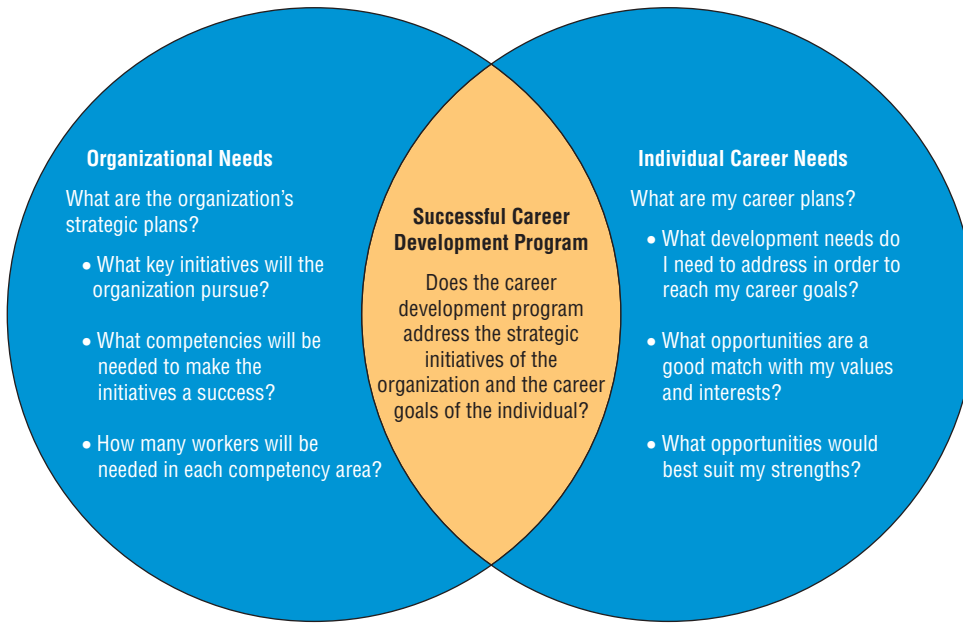 Organizational Needs
What are the organization's
strategic plans?
• What key initiatives will the
organization pursue?
• What competencies will be
needed to make the
initiatives a success?
• How many workers will be
needed in each competency area?
Successful Career
Development Program
Does the career
development program
address the strategic
initiatives of the
organization and the career
goals of the individual?
Individual Career Needs
What are my career plans?
• What development needs do
I need to address in order to
reach my career goals?
• What opportunities are a
good match with my values
and interests?
• What opportunities would
best suit my strengths?